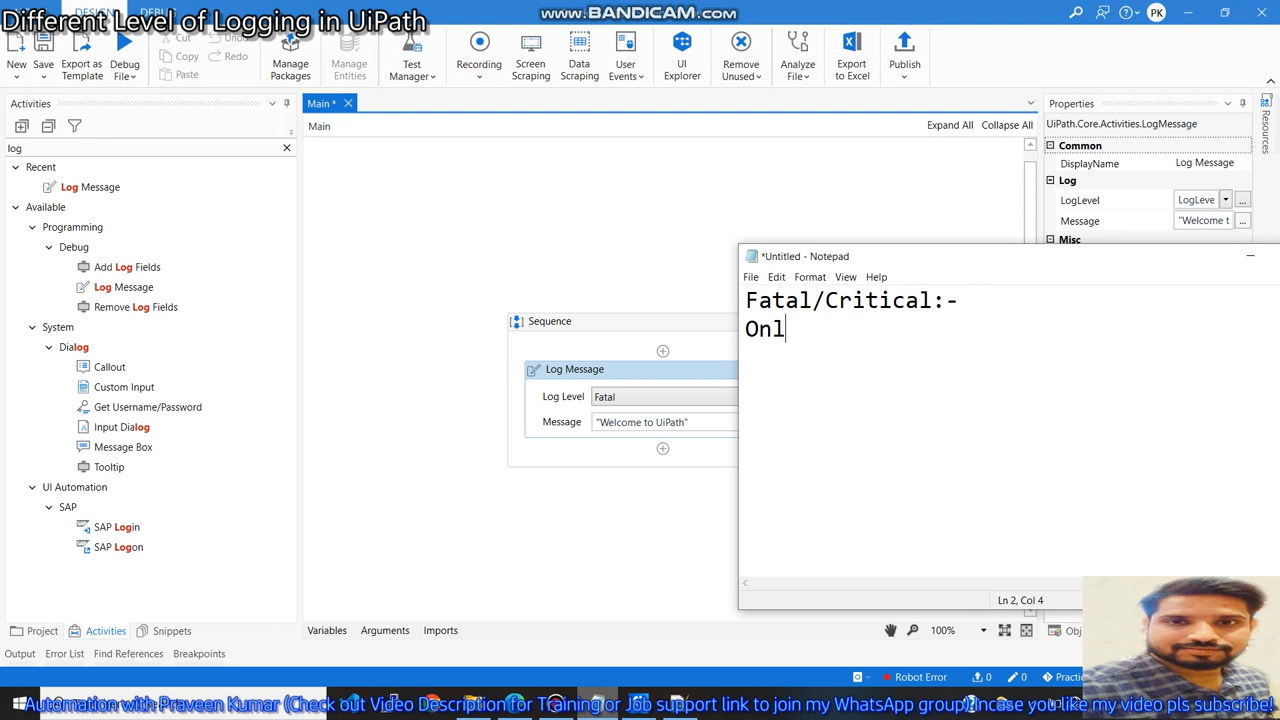 Different Level of Logging in UiPath
DESIGN
DEBUG
www.BANDICAM.com
PK
New
Save
Export as Template
Debug File
Cut
Copy
Paste
Undo
Redo
Manage Packages
Manage Entities
Test Manager
Recording
Screen Scraping
Data Scraping
User Events
UI Explorer
Remove Unused
Analyze File
Export to Excel
Publish
Activities
log
Recent
Log Message
Available
Programming
Debug
Add Log Fields
Log Message
Remove Log Fields
System
Dialog
Callout
Custom Input
Get Username/Password
Input Dialog
Message Box
Tooltip
UI Automation
SAP
SAP Login
SAP Logon
Project
Activities
Snippets
Main *
Main
Expand All
Collapse All
Sequence
Log Message
Log Level
Fatal
Message
"Welcome to UiPath"
Variables
Arguments
Imports
100%
Properties
Resources
UiPath.Core.Activities.LogMessage
Common
DisplayName
Log Message
Log
LogLevel
LogLeve
...
Message
"Welcome t
...
Misc
*Untitled - Notepad
File
Edit
Format
View
Help
Fatal/Critical:-
Onl
Ln 2, Col 4
Obj
Output
Error List
Find References
Breakpoints
Robot Error
0
0
Practi
Automation with Praveen Kumar (Check out Video Description for Training or Job support link to join my WhatsApp group)Incase you like my video pls subscribe!